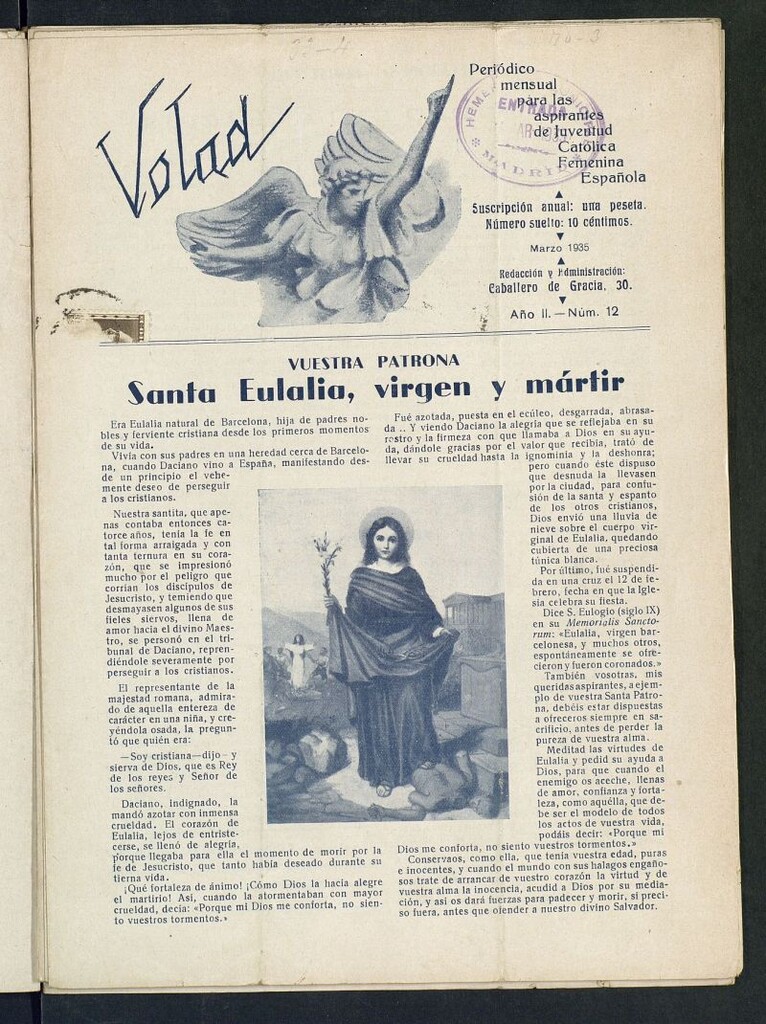 Volad
Periódico
mensual
para las
aspirantes
de Juventud
Católica
Femenina
Española
ENTRADA
MADRID
Suscripción anual: una peseta.
Número suelto: 10 céntimos.
Marzo 1935
Redacción y Administración:
Caballero de Gracia, 30.
Año II.—Núm. 12
VUESTRA PATRONA
Santa Eulalia, virgen y mártir
Era Eulalia natural de Barcelona, hija de padres no-
bles y ferviente cristiana desde los primeros momentos
de su vida.
Vivía con sus padres en una heredad cerca de Barcelo-
na, cuando Daciano vino a España, manifestando des-
de un principio el vehe-
mente deseo de perseguir
a los cristianos.
Nuestra santita, que ape-
nas contaba entonces ca-
torce años, tenía la fe en
tal forma arraigada y con
tanta ternura en su cora-
zón, que se impresionó
mucho por el peligro que
corrían los discípulos de
Jesucristo, y temiendo que
desmayasen algunos de sus
fieles siervos, llena de
amor hacia el divino Maes-
tro, se personó en el tri-
bunal de Daciano, repren-
diéndole severamente por
perseguir a los cristianos.
El representante de la
majestad romana, admira-
do de aquella entereza de
carácter en una niña, y cre-
yéndola osada, la pregun-
tó que quién era:
—Soy cristiana—dijo—y
sierva de Dios, que es Rey
de los reyes y Señor de
los señores.
Daciano, indignado, la
mandó azotar con inmensa
crueldad. El corazón de
Eulalia, lejos de entriste-
cerse, se llenó de alegría,
porque llegaba para ella el momento de morir por la
fe de Jesucristo, que tanto había deseado durante su
tierna vida.
¡Qué fortaleza de ánimo! ¡Cómo Dios la hacía alegre
el martirio! Así, cuando la atormentaban con mayor
crueldad, decía: «Porque mi Dios me conforta, no sien-
to vuestros tormentos.»
Fué azotada, puesta en el ecúleo, desgarrada, abrasa-
da .. Y viendo Daciano la alegría que se reflejaba en su
rostro y la firmeza con que llamaba a Dios en su ayu-
da, dándole gracias por el valor que recibía, trató de
llevar su crueldad hasta la ignominia y la deshonra;
pero cuando éste dispuso
que desnuda la llevasen
por la ciudad, para confu-
sión de la santa y espanto
de los otros cristianos,
Dios envió una lluvia de
nieve sobre el cuerpo vir-
ginal de Eulalia, quedando
cubierta de una preciosa
túnica blanca.
Por último, fué suspendi-
da en una cruz el 12 de fe-
brero, fecha en que la Igle-
sia celebra su fiesta.
Dice S. Eulogio (siglo IX)
en su Memorialis Sancto-
rum: «Eulalia, virgen bar-
celonesa, y muchos otros,
espontáneamente se ofre-
cieron y fueron coronados.»
También vosotras, mis
queridas aspirantes, a ejem-
plo de vuestra Santa Patro-
na, debéis estar dispuestas
a ofreceros siempre en sa-
crificio, antes de perder la
pureza de vuestra alma.
Meditad las virtudes de
Eulalia y pedid su ayuda a
Dios, para que cuando el
enemigo os aceche, llenas
de amor, confianza y forta-
leza, como aquélla, que de-
be ser el modelo de todos
los actos de vuestra vida,
podáis decir: «Porque mi
Dios me conforta, no siento vuestros tormentos.»
Conservaos, como ella, que tenía vuestra edad, puras
e inocentes, y cuando el mundo con sus halagos engaño-
sos trate de arrancar de vuestro corazón la virtud y de
vuestra alma la inocencia, acudid a Dios por su media-
ción, y así os dará fuerzas para padecer y morir, si preci-
so fuera, antes que ofender a nuestro divino Salvador.